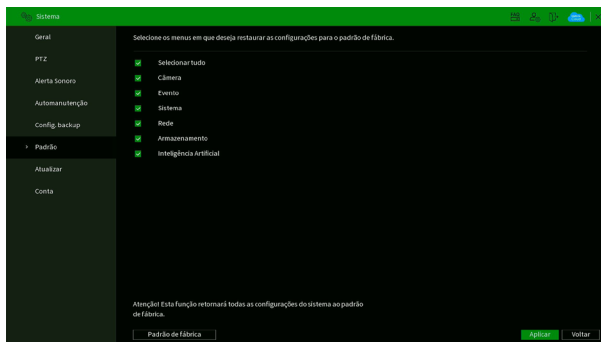 Sistema
Geral
PTZ
Alerta Sonoro
Automanutenção
Config. backup
Padrão
Atualizar
Conta
Selecione os menus em que deseja restaurar as configurações para o padrão de fábrica.
Selecionar tudo
Câmera
Evento
Sistema
Rede
Armazenamento
Inteligência Artificial
Atenção! Esta função retornará todas as configurações do sistema ao padrão
de fábrica.
Padrão de fábrica
Aplicar
Voltar